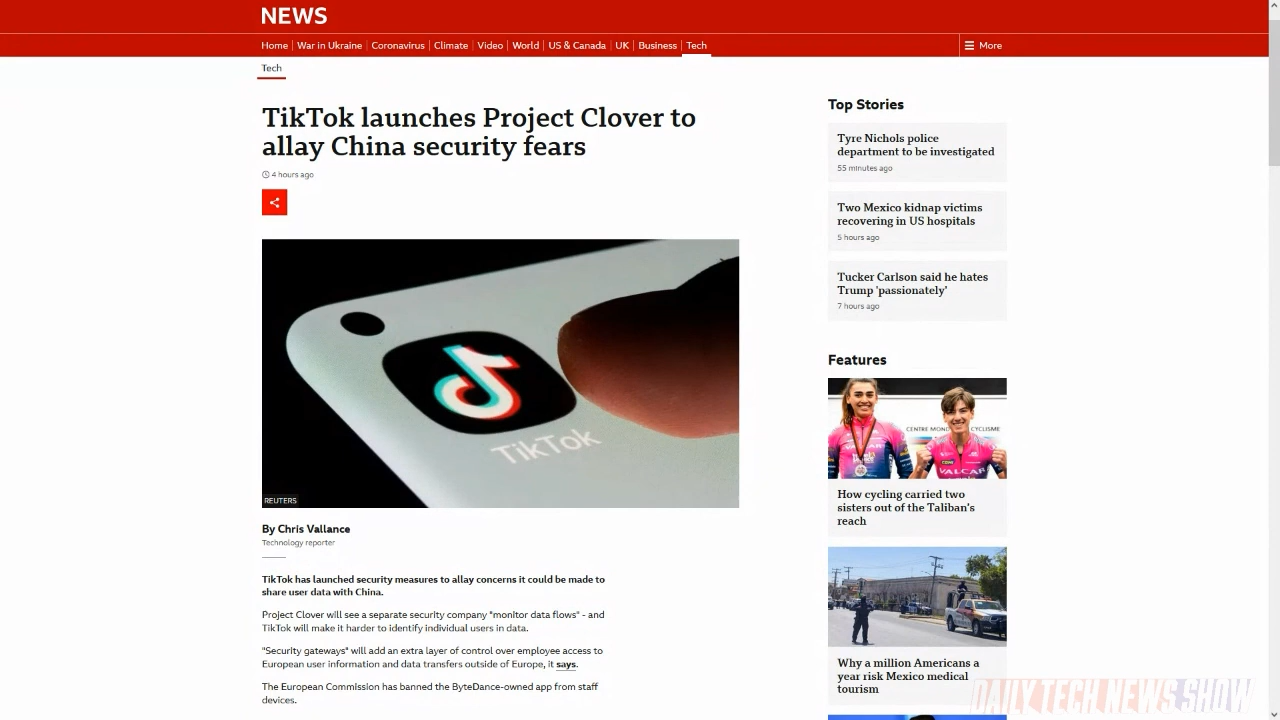 NEWS
Home War in Ukraine Coronavirus Climate Video World US & Canada UK Business Tech
More
Tech
TikTok launches Project Clover to
allay China security fears
4 hours ago
TikTok
REUTERS
By Chris Vallance
Technology reporter
TikTok has launched security measures to allay concerns it could be made to
share user data with China.
Project Clover will see a separate security company "monitor data flows" - and
TikTok will make it harder to identify individual users in data.
"Security gateways" will add an extra layer of control over employee access to
European user information and data transfers outside of Europe, it says.
The European Commission has banned the ByteDance-owned app from staff
devices.
Top Stories
Tyre Nichols police
department to be investigated
55 minutes ago
Two Mexico kidnap victims
recovering in US hospitals
5 hours ago
Tucker Carlson said he hates
Trump 'passionately'
7 hours ago
Features
CENTRE MOND CYCLISME
VALCAR
How cycling carried two
sisters out of the Taliban's
reach
Why a million Americans a
year risk Mexico medical
tourism
DAILY TECH NEWS SHOW